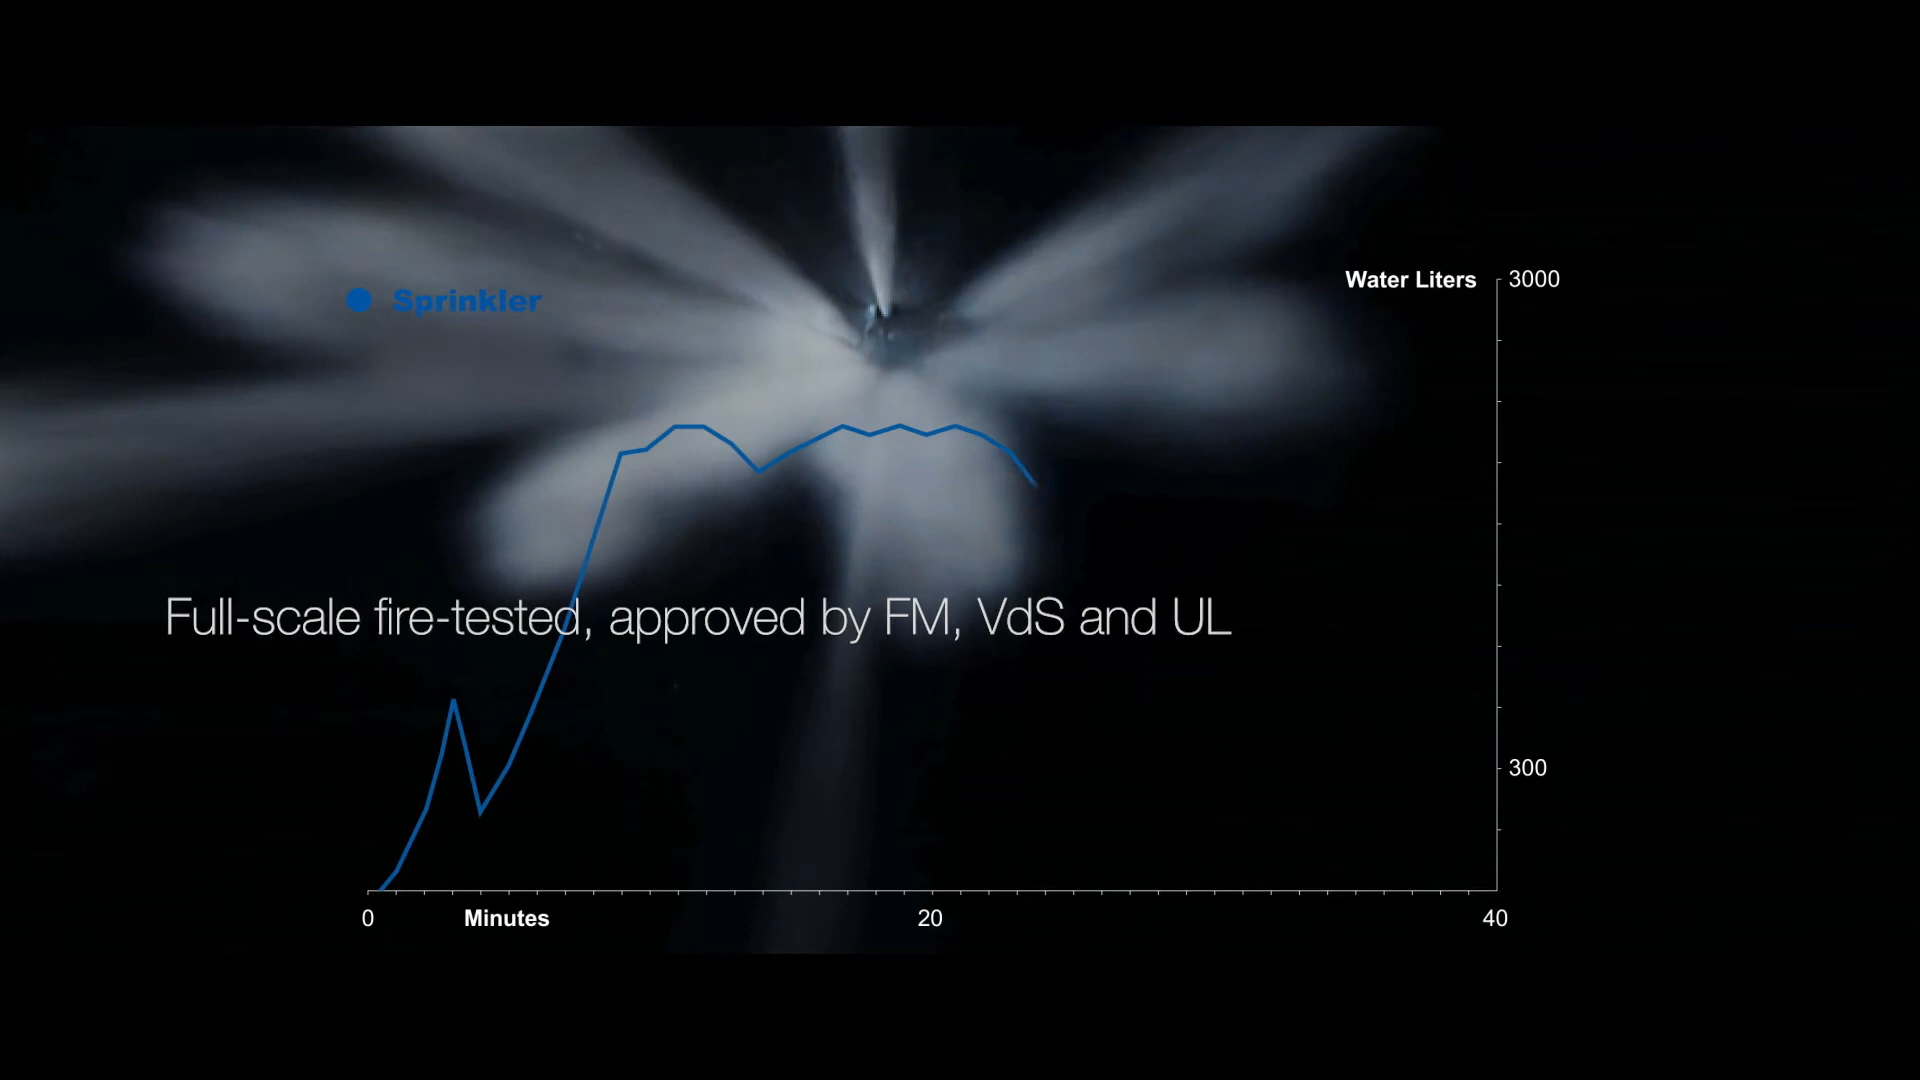 Water Liters 3000
Sprinkler
Full-scale fire-tested, approved by FM, VdS and UL
300
0 Minutes 20 40